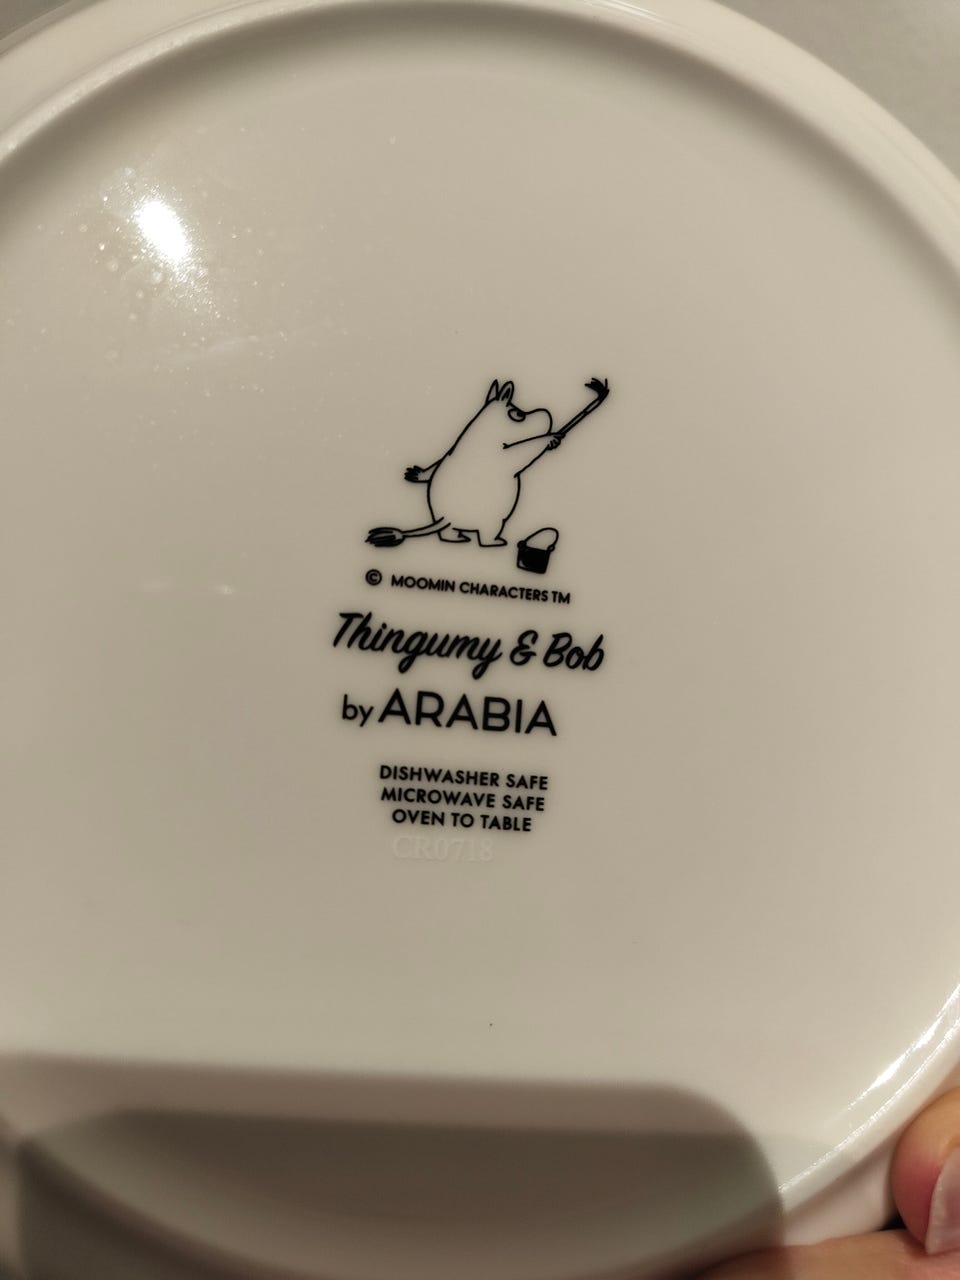 © MOOMIN CHARACTERS TM
Thingumy & Bob
by ARABIA
DISHWASHER SAFE
MICROWAVE SAFE
OVEN TO TABLE
CR0718